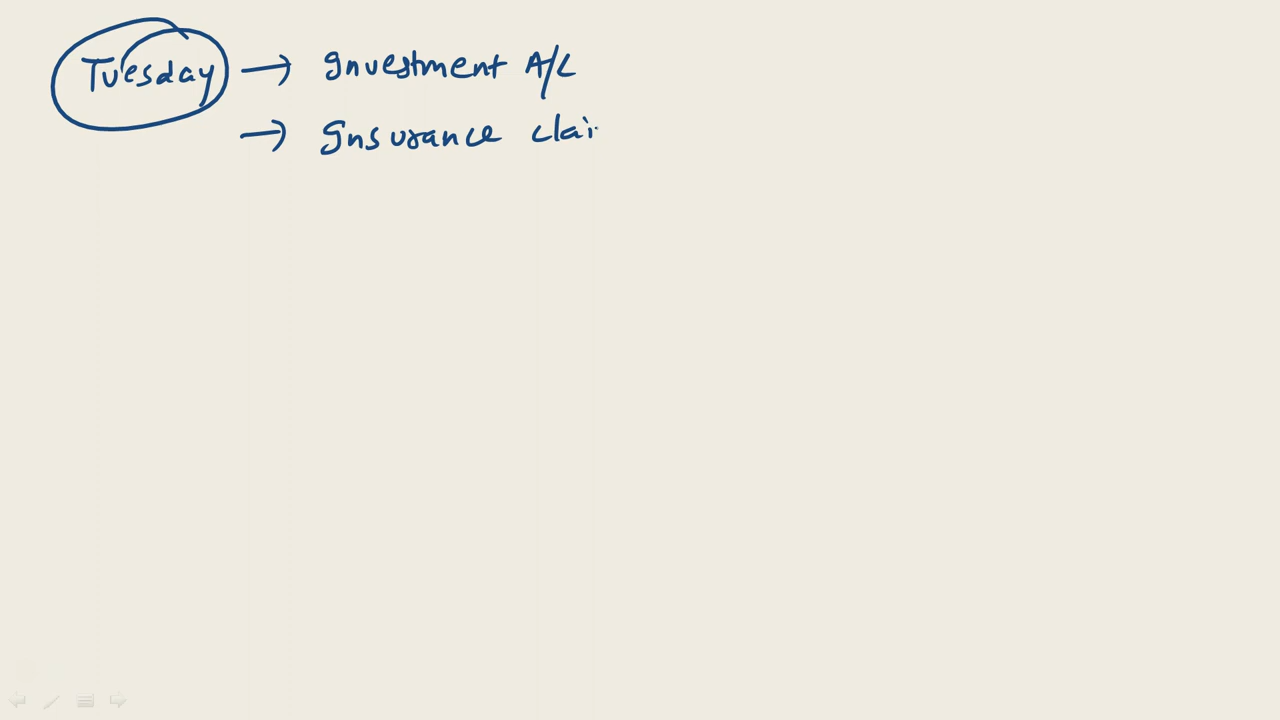 Tuesday → Investment A/c
→ Insurance clai